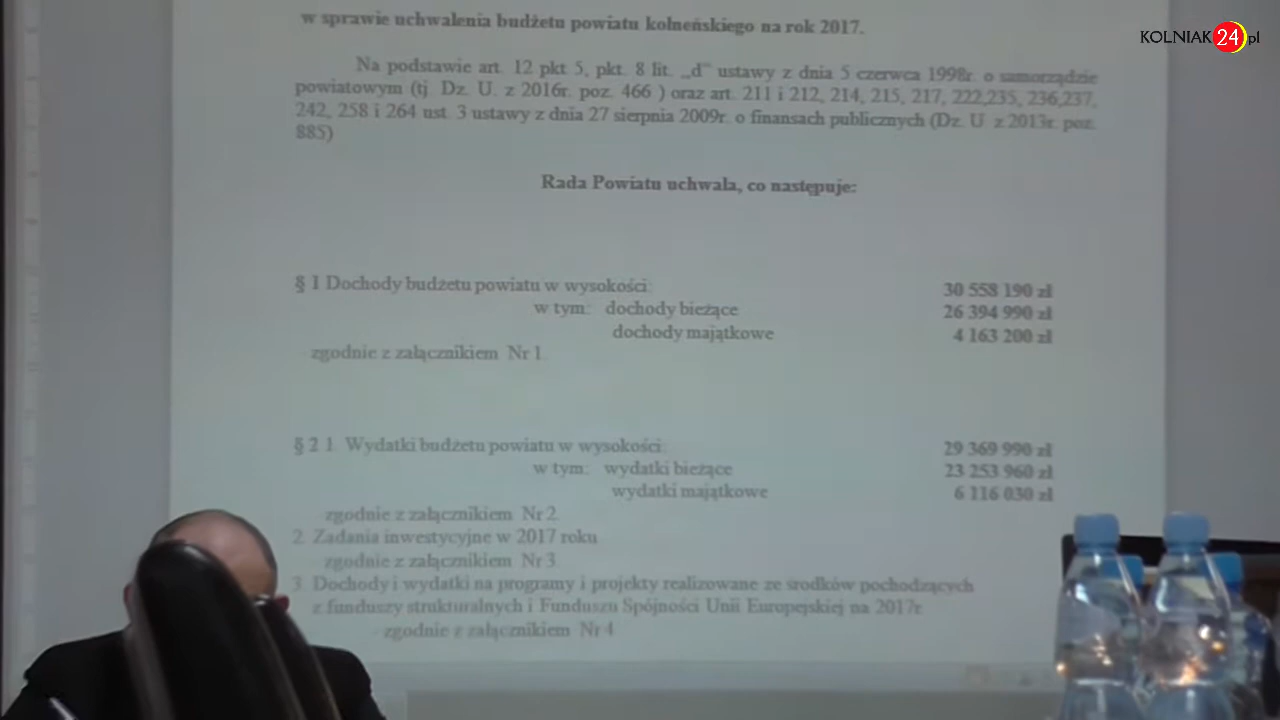 KOLNIAK24pl
w sprawie uchwalenia budżetu powiatu kolneńskiego na rok 2017.
Na podstawie art. 12 pkt 5, pkt. 8 lit. „d” ustawy z dnia 5 czerwca 1998r. o samorządzie
powiatowym (tj. Dz. U. z 2016r. poz. 466 ) oraz art. 211 i 212, 214, 215, 217, 222,235, 236,237,
242, 258 i 264 ust. 3 ustawy z dnia 27 sierpnia 2009r. o finansach publicznych (Dz. U z 2013r. poz.
885)
Rada Powiatu uchwala, co następuje:
§ 1 Dochody budżetu powiatu w wysokości: 30 558 190 zł
w tym: dochody bieżące 26 394 990 zł
dochody majątkowe 4 163 200 zł
zgodnie z załącznikiem Nr 1.
§ 2 1. Wydatki budżetu powiatu w wysokości: 29 369 990 zł
w tym: wydatki bieżące 23 253 960 zł
wydatki majątkowe 6 116 030 zł
zgodnie z załącznikiem Nr 2.
2. Zadania inwestycyjne w 2017 roku
zgodnie z załącznikiem Nr 3.
3. Dochody i wydatki na programy i projekty realizowane ze środków pochodzących
z funduszy strukturalnych i Funduszu Spójności Unii Europejskiej na 2017r.
- zgodnie z załącznikiem Nr 4